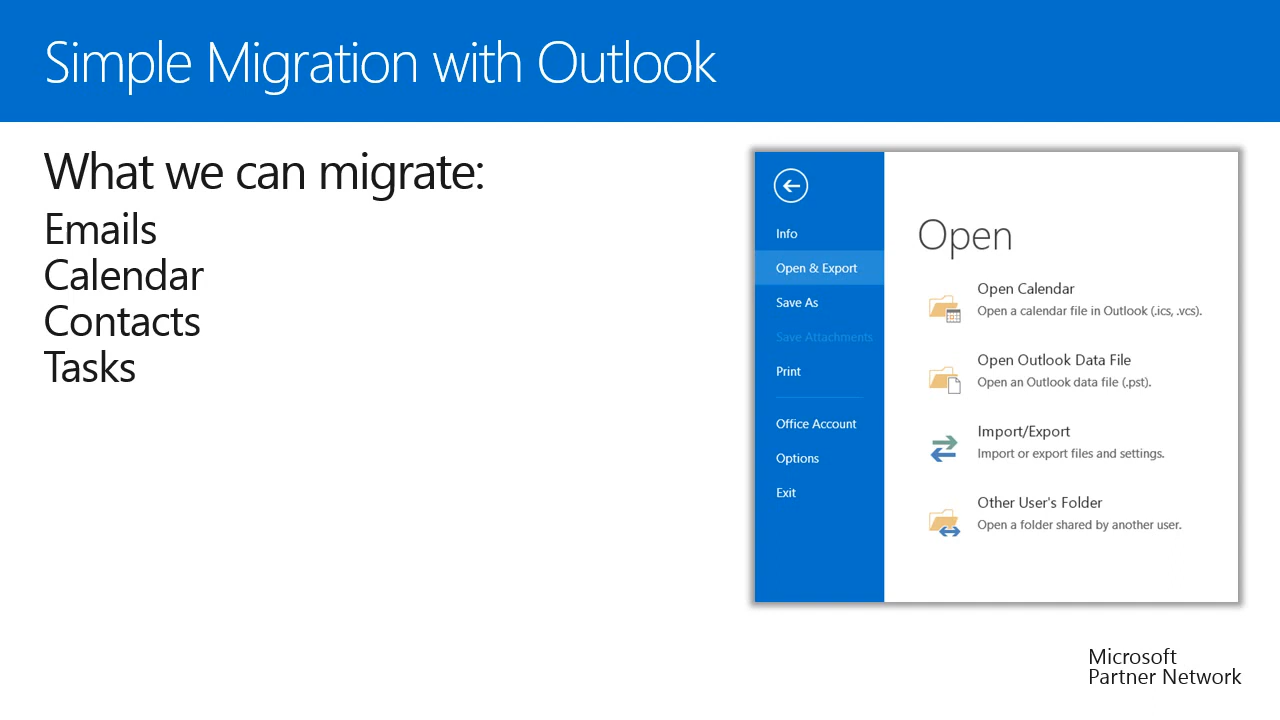 Simple Migration with Outlook
What we can migrate:
Emails
Calendar
Contacts
Tasks
Info
Open & Export
Save As
Save Attachments
Print
Office Account
Options
Exit
Open
Open Calendar
Open a calendar file in Outlook (.ics, .vcs).
Open Outlook Data File
Open an Outlook data file (.pst).
Import/Export
Import or export files and settings.
Other User's Folder
Open a folder shared by another user.
Microsoft
Partner Network